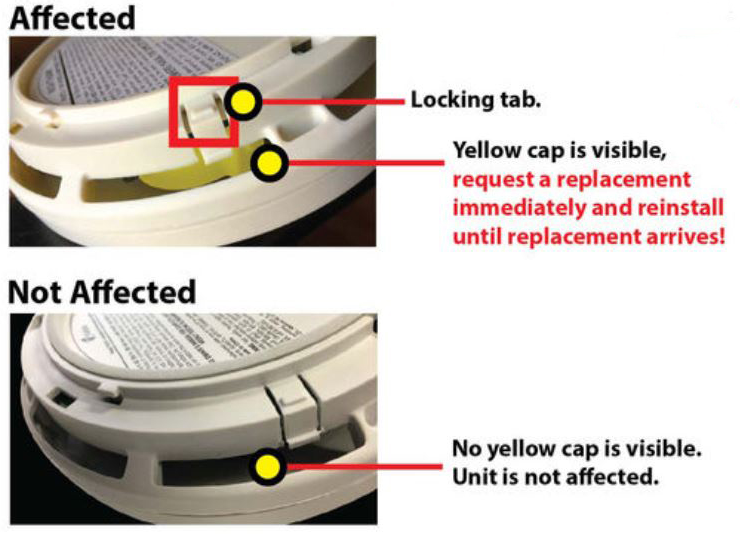 Affected
Locking tab.
Yellow cap is visible,
request a replacement
immediately and reinstall
until replacement arrives!
Not Affected
No yellow cap is visible.
Unit is not affected.